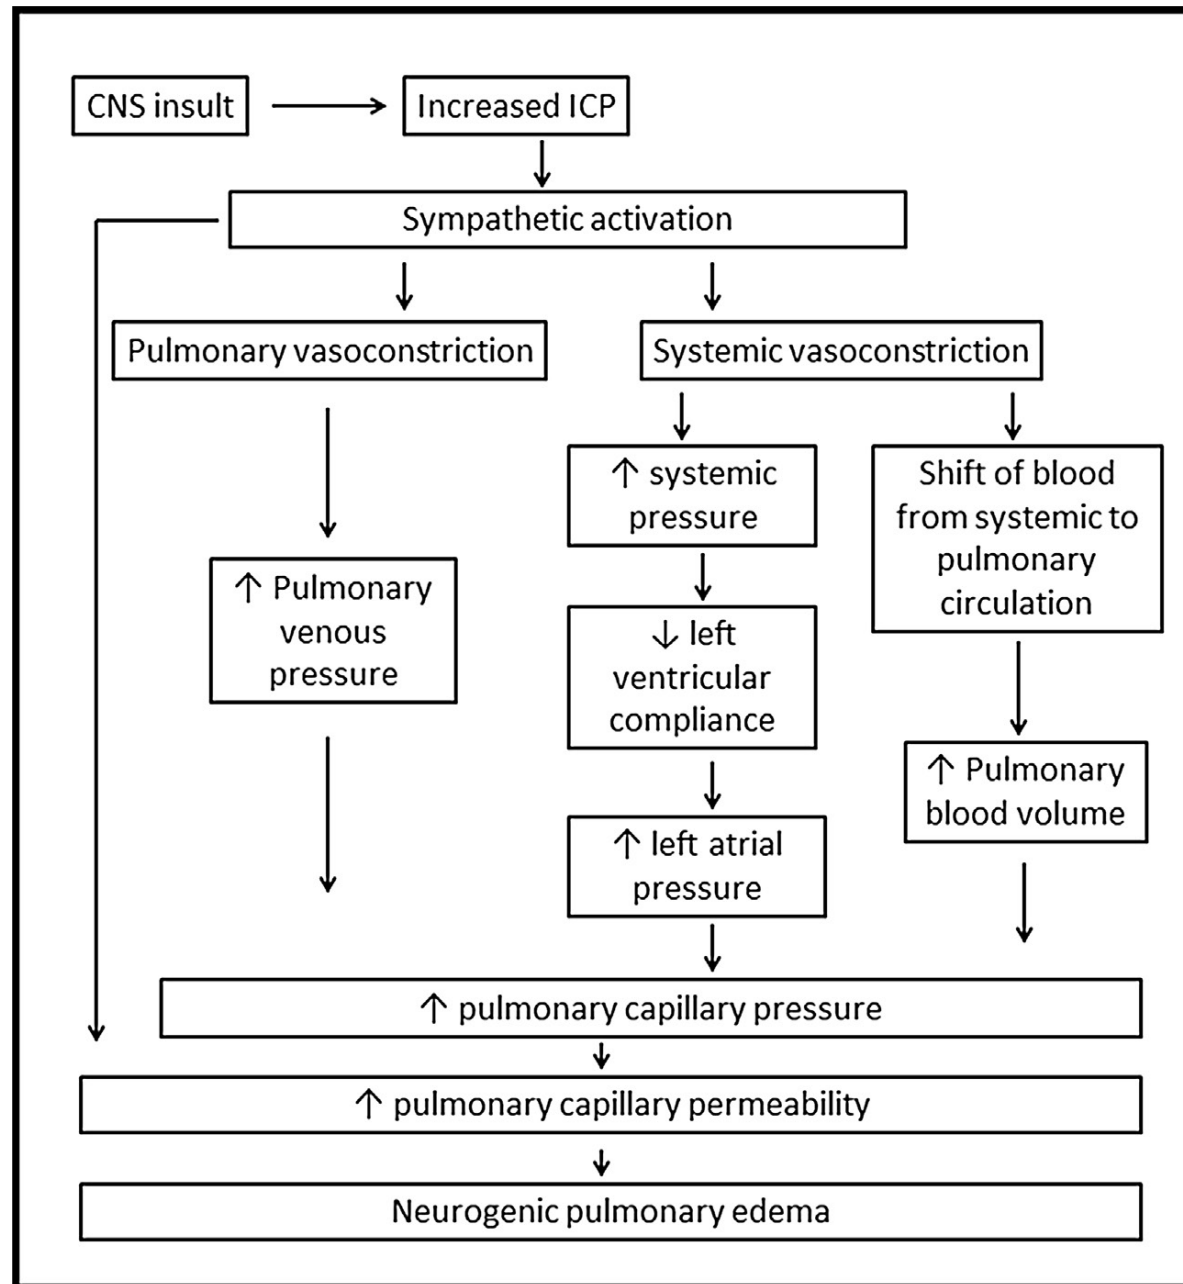 CNS insult
Increased ICP
Sympathetic activation
Pulmonary vasoconstriction
Systemic vasoconstriction
↑ systemic
pressure
Shift of blood
from systemic to
pulmonary
circulation
↑ Pulmonary
venous
pressure
↓ left
ventricular
compliance
↑ Pulmonary
blood volume
↑ left atrial
pressure
↑ pulmonary capillary pressure
↑ pulmonary capillary permeability
Neurogenic pulmonary edema